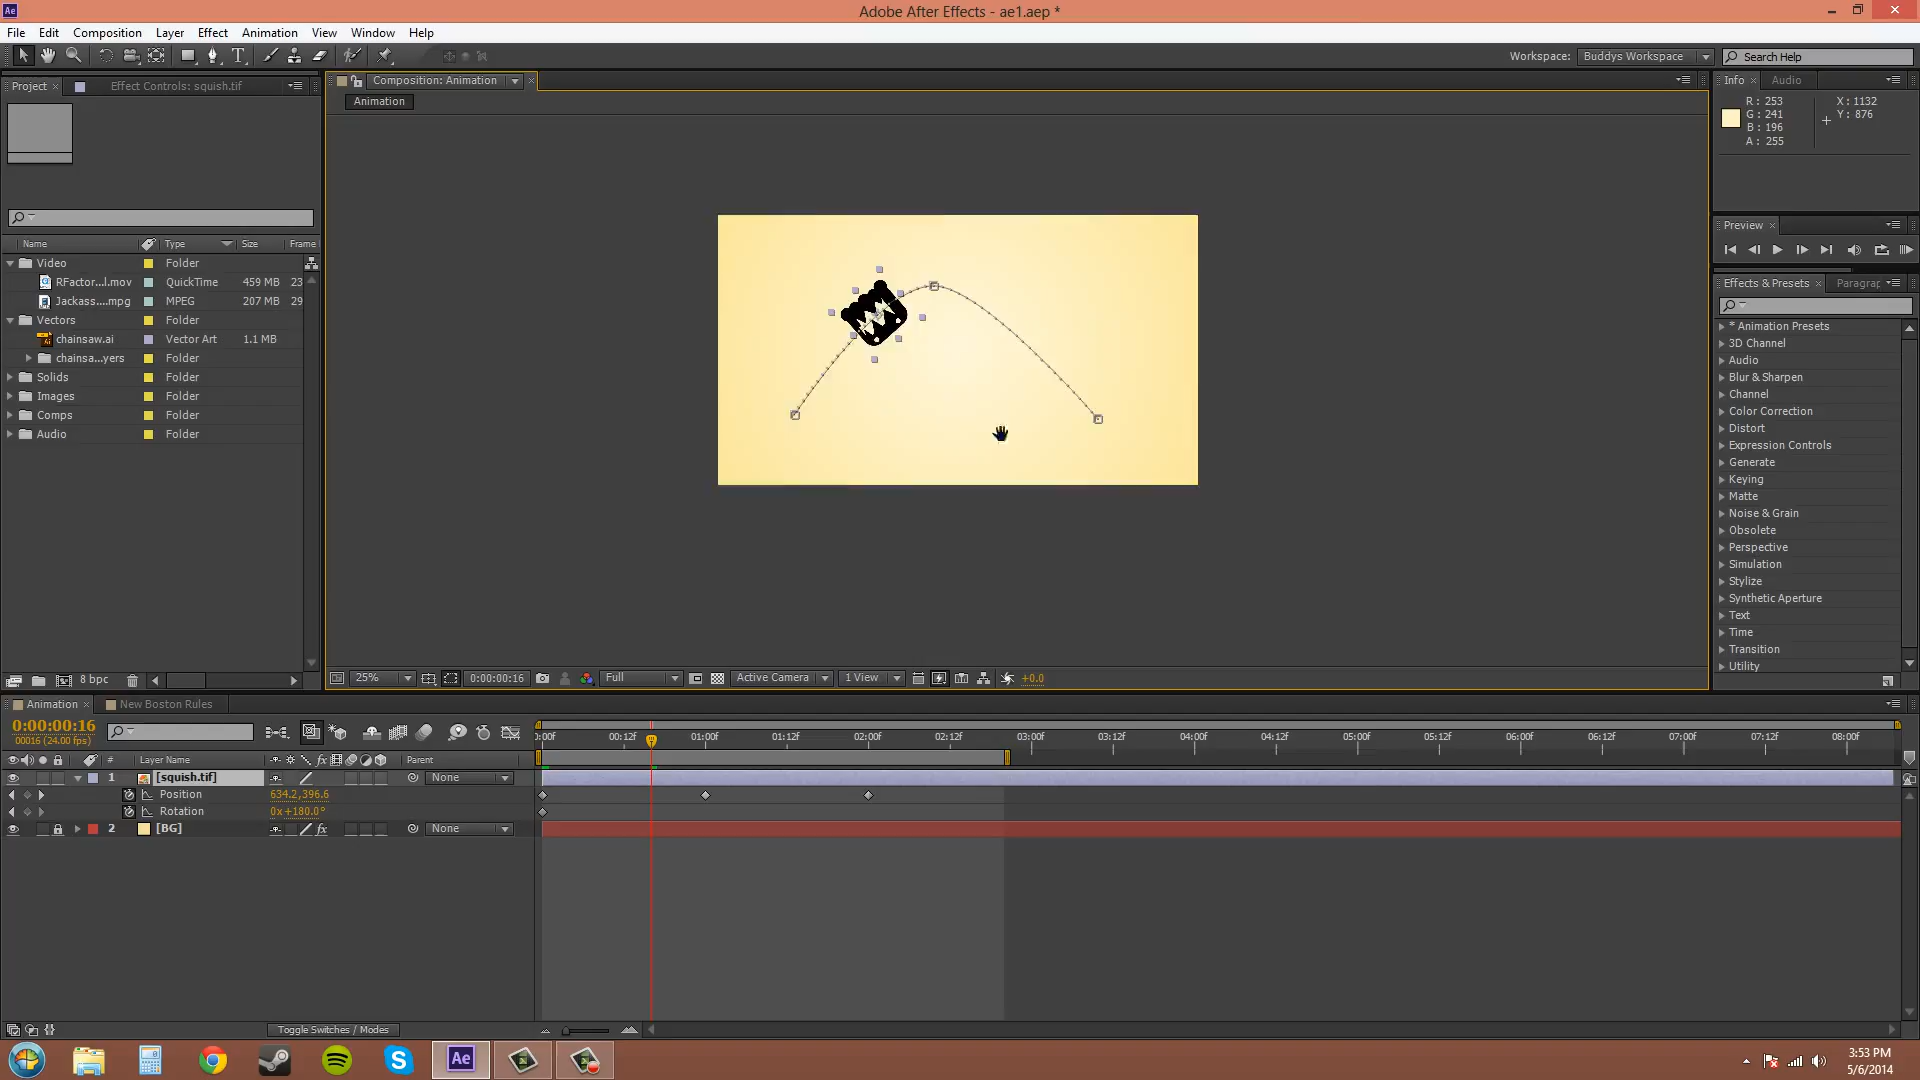 Ae
Adobe After Effects - ae1.aep *
File Edit Composition Layer Effect Animation View Window Help
T Workspace: Buddys Workspace Search Help
Project Effect Controls: squish.tif
Composition: Animation
Animation
Info Audio
R: 253 X: 1132
G: 241 Y: 876
B: 196
A: 255
Preview
Effects & Presets Paragrap
* Animation Presets
3D Channel
Audio
Blur & Sharpen
Channel
Color Correction
Distort
Expression Controls
Generate
Keying
Matte
Noise & Grain
Obsolete
Perspective
Simulation
Stylize
Synthetic Aperture
Text
Time
Transition
Utility
Name Type Size Frame
Video Folder
RFactor...l.mov QuickTime 459 MB 23
Jackass....mpg MPEG 207 MB 29
Vectors Folder
chainsaw.ai Vector Art 1.1 MB
chainsa...yers Folder
Solids Folder
Images Folder
Comps Folder
Audio Folder
8 bpc
25% 0:00:00:16 Full Active Camera 1 View +0.0
Animation New Boston Rules
0:00:00:16
00016 (24.00 fps)
0:00f 00:12f 01:00f 01:12f 02:00f 02:12f 03:00f 03:12f 04:00f 04:12f 05:00f 05:12f 06:00f 06:12f 07:00f 07:12f 08:00f
# Layer Name fx Parent
1 [squish.tif] None
Position 634.2,396.6
Rotation 0x+180.0°
2 [BG] fx None
Toggle Switches / Modes
Ae
3:53 PM
5/6/2014